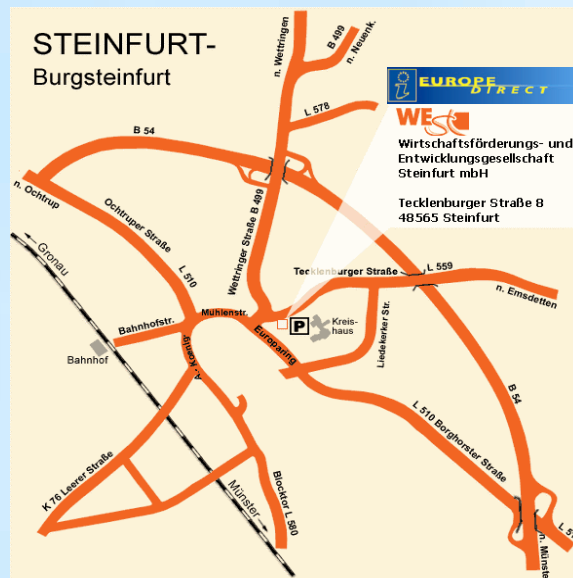 STEINFURT-
Burgsteinfurt
n. Wettringen
B 499
n. Neuenk.
L 578
B 54
i EUROPE DIRECT
WESt
Wirtschaftsförderungs- und
Entwicklungsgesellschaft
Steinfurt mbH
Tecklenburger Straße 8
48565 Steinfurt
n. Ochtrup
Ochtruper Straße
L 510
Wettringer Straße B 499
Gronau
Tecklenburger Straße
L 559
n. Emsdetten
Mühlenstr.
Bahnhofstr.
Bahnhof
P
Kreis-
haus
Europaring
Liedekerker Str.
A. Koenig
B 54
L 510 Borghorster Straße
K 76 Leerer Straße
Blocktor L 580
Münster
n. Münster